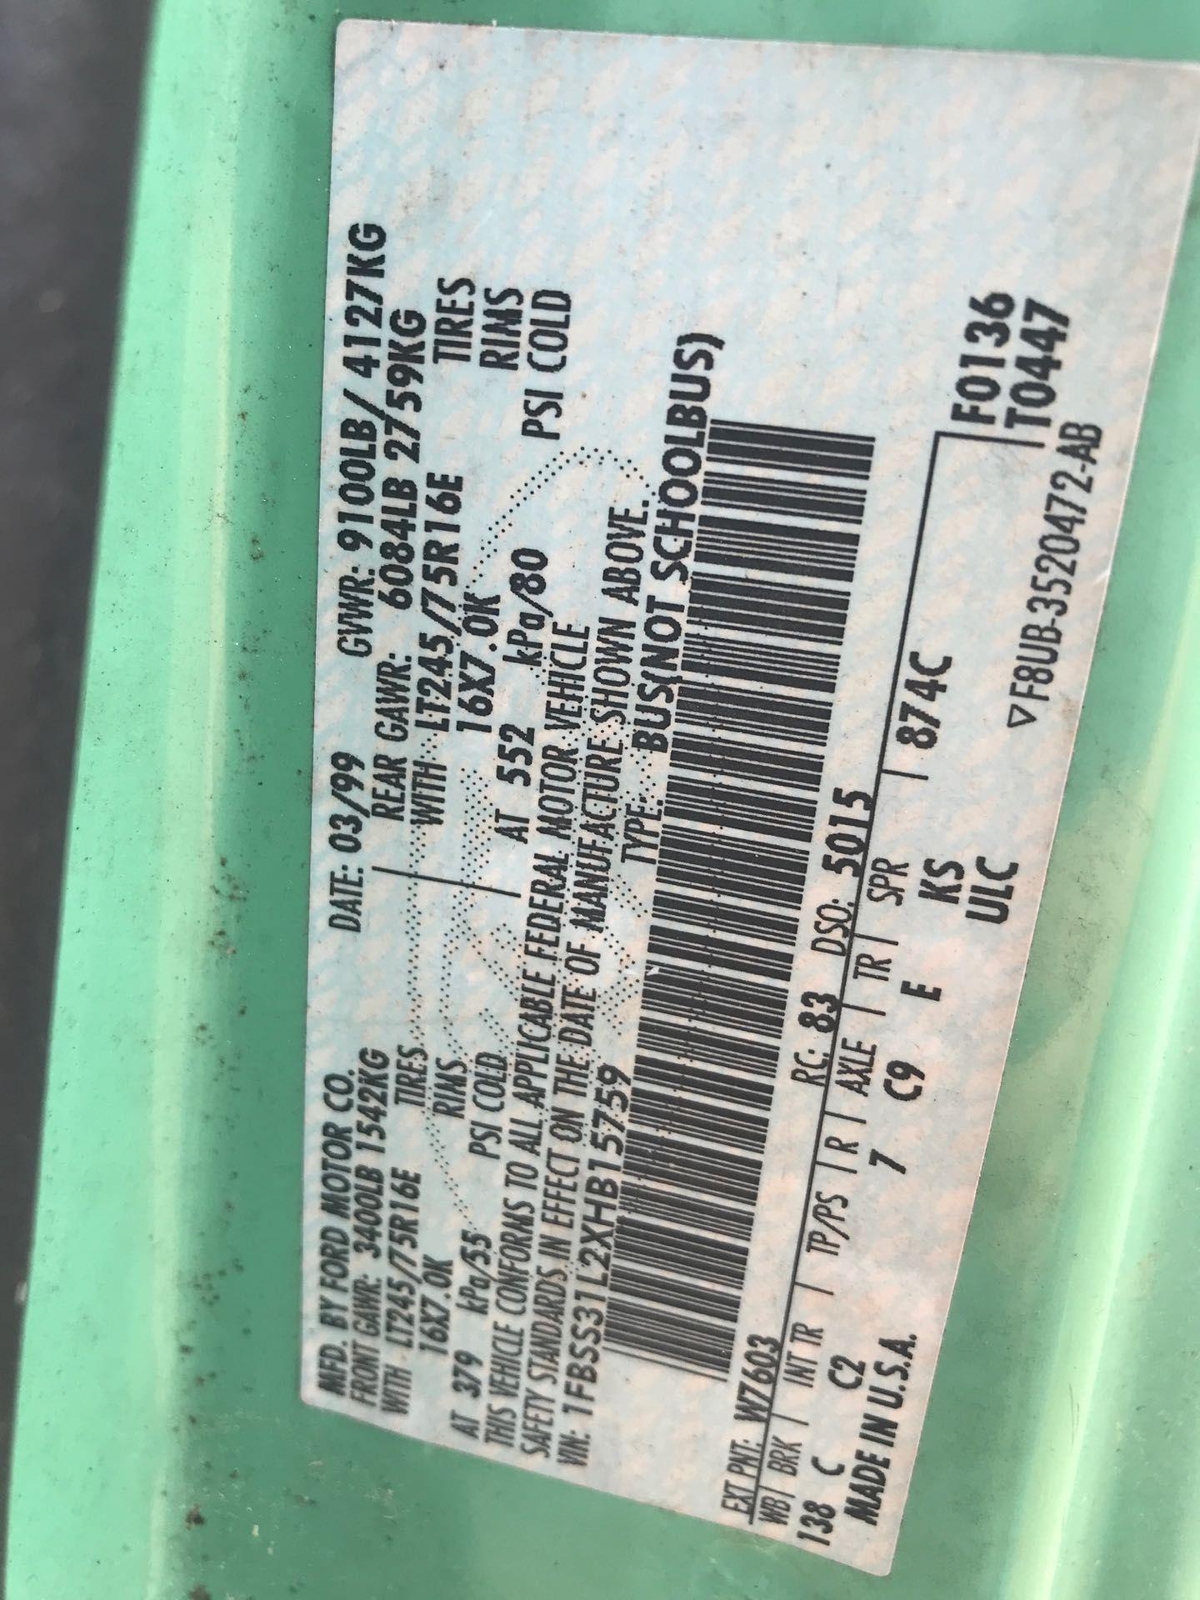 MFD. BY FORD MOTOR CO.
DATE: 03/99 GVWR: 9100LB/ 4127KG
FRONT GAWR: 3400LB 1542KG REAR GAWR: 6084LB 2759KG
WITH LT245/75R16E TIRES WITH LT245/75R16E TIRES
16X7.0K RIMS 16X7.0K RIMS
AT 379 kPa/55 PSI COLD AT 552 kPa/80 PSI COLD
THIS VEHICLE CONFORMS TO ALL APPLICABLE FEDERAL MOTOR VEHICLE
SAFETY STANDARDS IN EFFECT ON THE DATE OF MANUFACTURE SHOWN ABOVE.
VIN: 1FBSS31L2XHB15759 TYPE: BUS(NOT SCHOOLBUS)
EXT PNT: W7603 RC: 83 DSO: 5015
F0136
T0447
WB | BRK | INT TR | TP/PS | R | AXLE | TR | SPR | 874C
138 C C2 7 C9 E KS
ULC
MADE IN U.S.A.
▽F8UB-3520472-AB